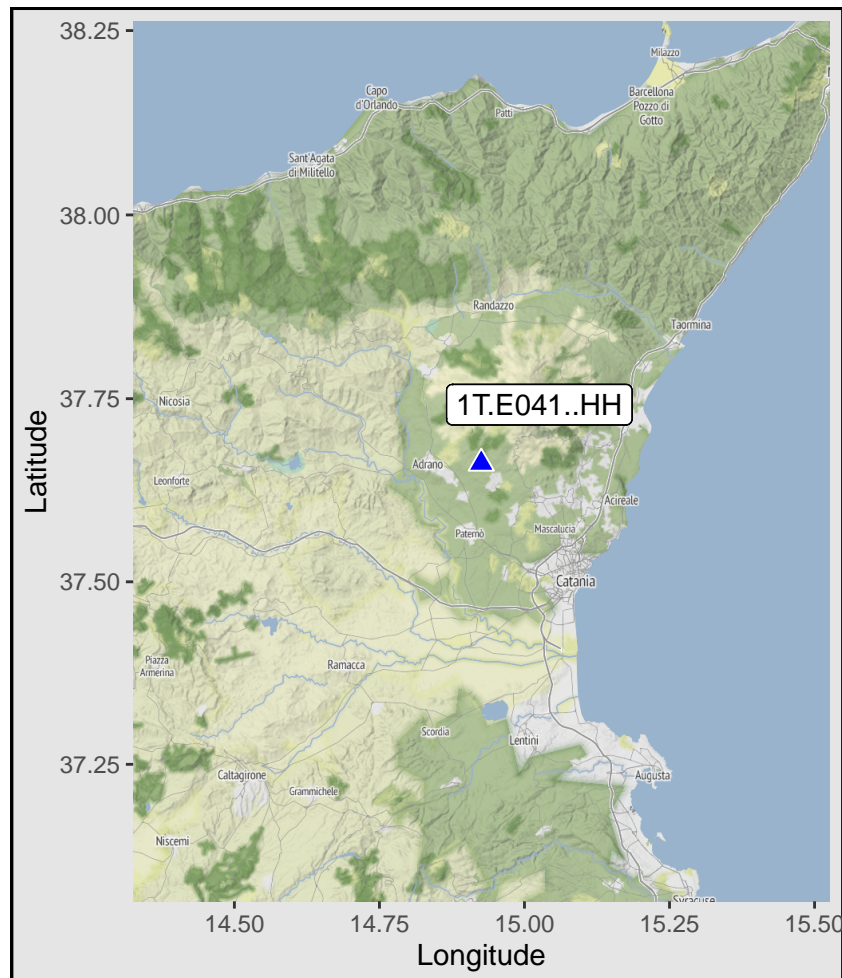 38.25
38.00
37.75
37.50
37.25
Latitude
Milazzo
Capo
d'Orlando
Barcellona
Pozzo di
Gotto
Patti
Sant'Agata
di Militello
Randazzo
Taormina
Nicosia
1T.E041..HH
Adrano
Leonforte
Acireale
Paternò
Mascalucia
Catania
Piazza
Armerina
Ramacca
Scordia
Lentini
Augusta
Caltagirone
Grammichele
Niscemi
Syracuse
14.50
14.75
15.00
15.25
15.50
Longitude